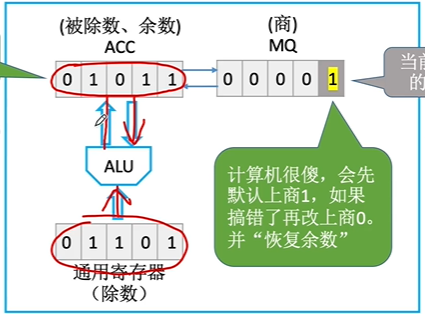 (被除数、余数)
ACC
0 1 0 1 1
(商)
MQ
0 0 0 0 1
当前
的
ALU
计算机很傻，会先
默认上商1，如果
搞错了再改上商0。
并“恢复余数”
0 1 1 0 1
通用寄存器
（除数）